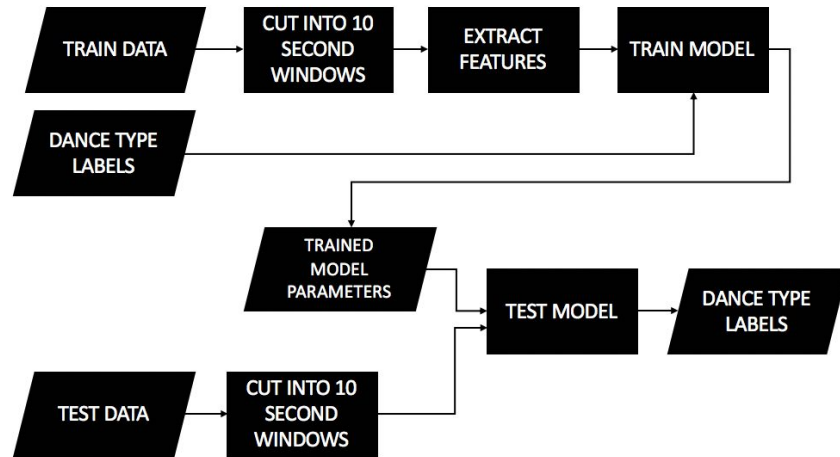 TRAIN DATA
CUT INTO 10
SECOND
WINDOWS
EXTRACT
FEATURES
TRAIN MODEL
DANCE TYPE
LABELS
TRAINED
MODEL
PARAMETERS
TEST MODEL
DANCE TYPE
LABELS
TEST DATA
CUT INTO 10
SECOND
WINDOWS